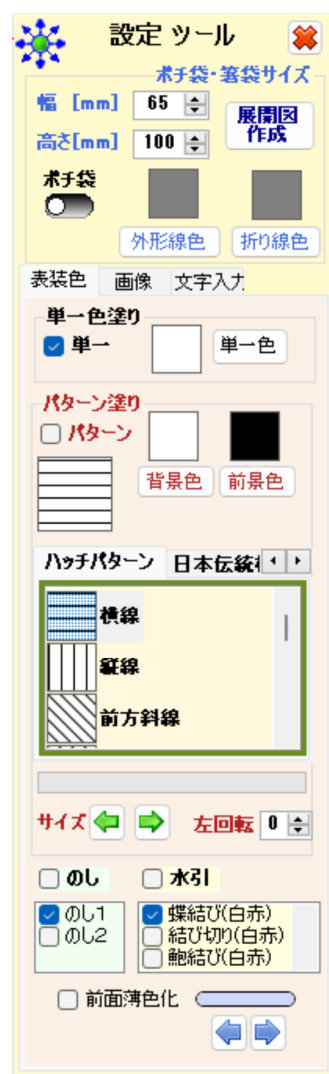 設定 ツール
ポチ袋・箸袋サイズ
幅 [mm] 65
展開図
作成
高さ[mm] 100
ポチ袋
外形線色 折り線色
表装色 画像 文字入力
単一色塗り
単一 単一色
パターン塗り
パターン
背景色 前景色
ハッチパターン 日本伝統
横線
縦線
前方斜線
サイズ 左回転 0
のし 水引
のし1 蝶結び(白赤)
のし2 結び切り(白赤)
鮑結び(白赤)
前面薄色化